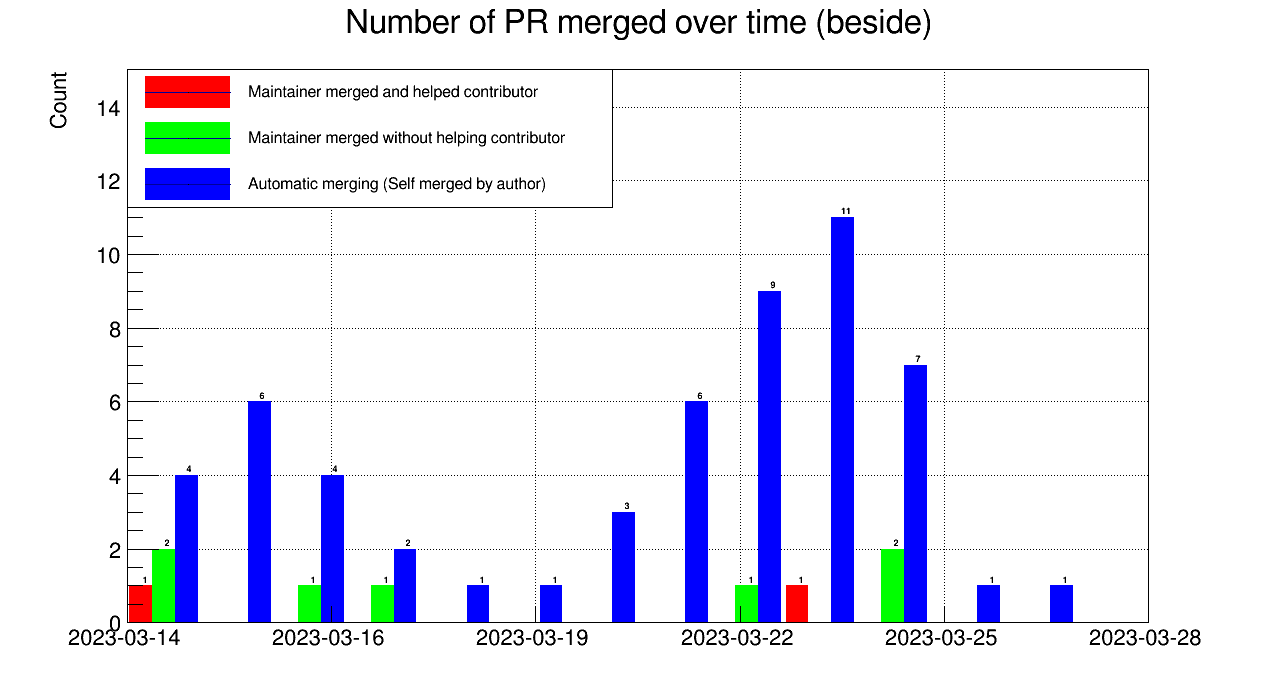 Number of PR merged over time (beside)
Count
Maintainer merged and helped contributor
Maintainer merged without helping contributor
Automatic merging (Self merged by author)
14
12
10
8
6
4
2
0
1 2 4 6 1 4 1 2 1 1 3 6 1 9 1 11 2 7 1 1
2023-03-14 2023-03-16 2023-03-19 2023-03-22 2023-03-25 2023-03-28